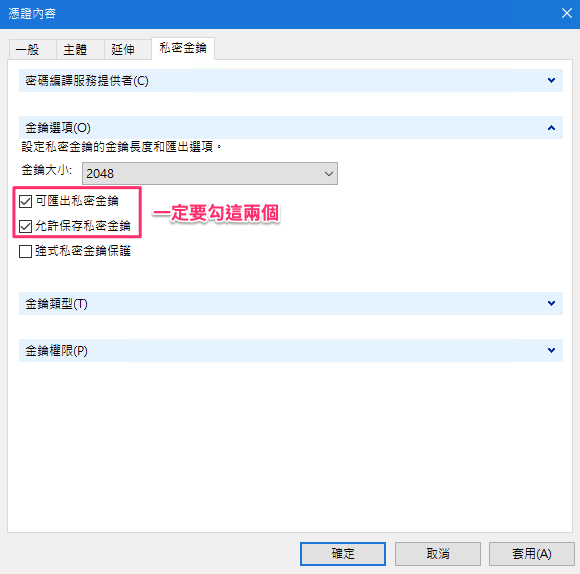 憑證內容
一般 主體 延伸 私密金鑰
密碼編譯服務提供者(C)
金鑰選項(O)
設定私密金鑰的金鑰長度和匯出選項。
金鑰大小: 2048
可匯出私密金鑰
一定要勾這兩個
允許保存私密金鑰
強式私密金鑰保護
金鑰類型(T)
金鑰權限(P)
確定 取消 套用(A)